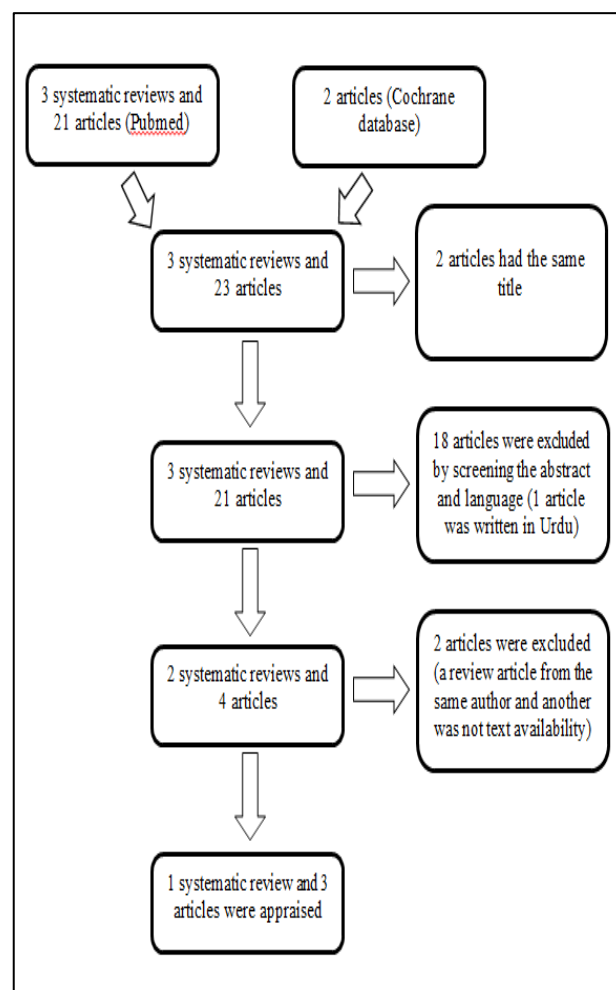 3 systematic reviews and
21 articles (Pubmed)
2 articles (Cochrane
database)
3 systematic reviews and
23 articles
2 articles had the same
title
3 systematic reviews and
21 articles
18 articles were excluded
by screening the abstract
and language (1 article
was written in Urdu)
2 systematic reviews and
4 articles
2 articles were excluded
(a review article from the
same author and another
was not text availability)
1 systematic review and 3
articles were appraised